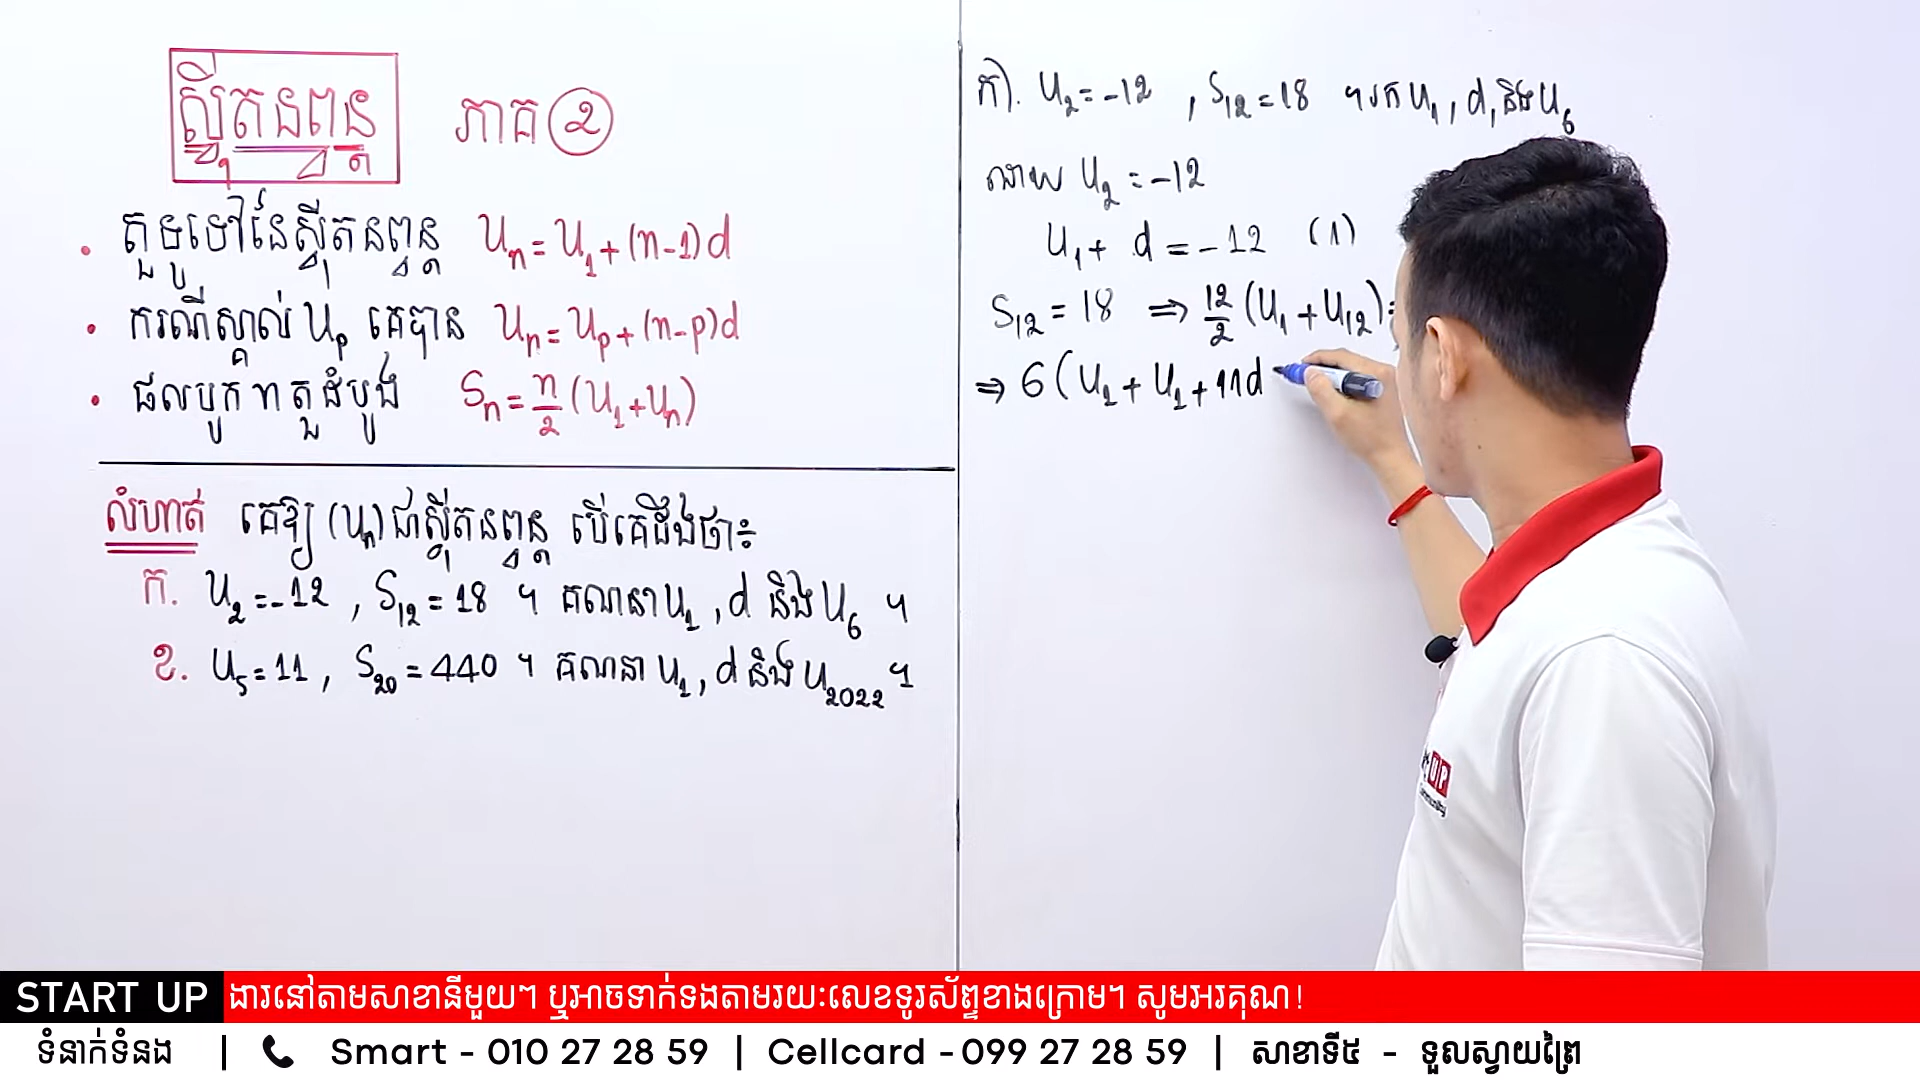 ស្វ៊ីតនព្វន្ត ភាគ ②
• តួទូទៅនៃស្វ៊ីតនព្វន្ត Uₙ = U₁ + (n-1)d
• ករណីស្គាល់ Uₚ គេបាន Uₙ = Uₚ + (n-p)d
• ផលបូក n តួដំបូង Sₙ = n/2 (U₁ + Uₙ)
លំហាត់ គេឱ្យ (Uₙ) ជាស្វ៊ីតនព្វន្ត បើគេដឹងថា៖
ក. U₂ = -12 , S₁₂ = 18 ។ គណនា U₁ , d និង U₆ ។
ខ. U₅ = 11 , S₂₀ = 440 ។ គណនា U₁ , d និង U₂₀₂₂ ។
ក). U₂ = -12 , S₁₂ = 18 ។ រក U₁ , d , និង U₆
ដោយ U₂ = -12
U₁ + d = -12 (1)
S₁₂ = 18 ⇒ 12/2 (U₁ + U₁₂) =
⇒ 6 (U₁ + U₁ + 11d
UP
START UP ងារនៅតាមសាខានីមួយៗ ឬអាចទាក់ទងតាមរយៈលេខទូរស័ព្ទខាងក្រោម។ សូមអរគុណ!
ទំនាក់ទំនង | Smart - 010 27 28 59 | Cellcard - 099 27 28 59 | សាខាទី៥ - ទួលស្វាយព្រៃ